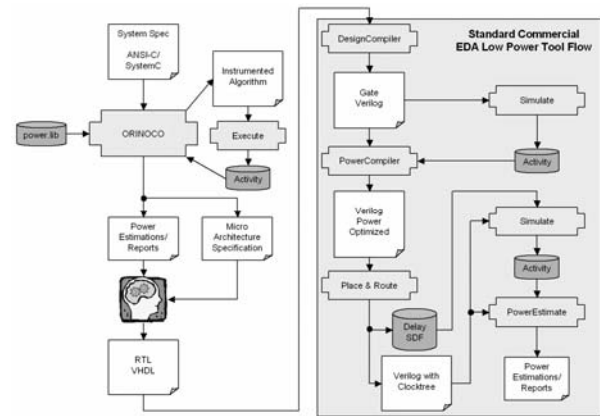 System Spec
ANSI-C/
SystemC
Instrumented
Algorithm
power.lib
ORINOCO
Execute
Activity
Power
Estimations/
Reports
Micro
Architecture
Specification
RTL
VHDL
Standard Commercial
EDA Low Power Tool Flow
DesignCompiler
Gate
Verilog
Simulate
PowerCompiler
Activity
Verilog
Power
Optimized
Simulate
Activity
Place & Route
Delay
SDF
PowerEstimate
Verilog with
Clocktree
Power
Estimations/
Reports